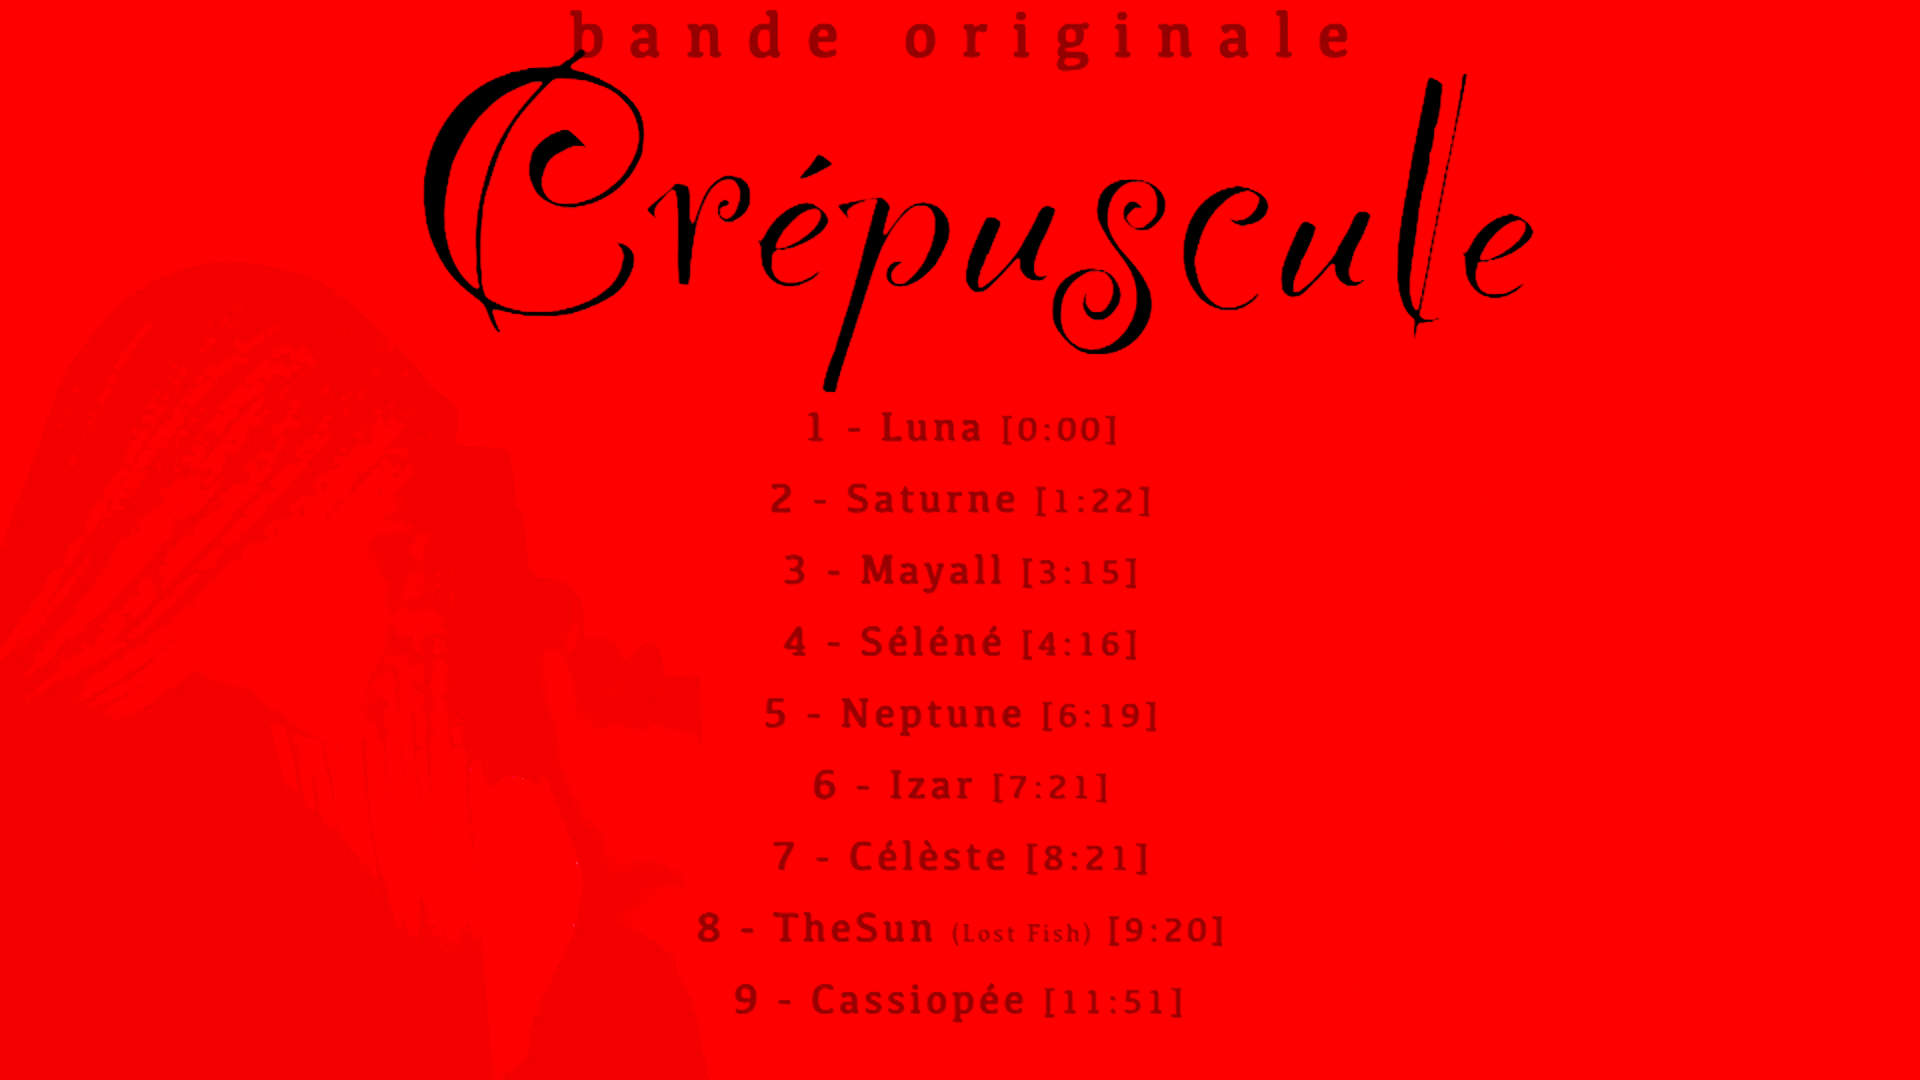 bande originale
Crépuscule
1 - Luna [0:00]
2 - Saturne [1:22]
3 - Mayall [3:15]
4 - Séléné [4:16]
5 - Neptune [6:19]
6 - Izar [7:21]
7 - Célèste [8:21]
8 - TheSun (Lost Fish) [9:20]
9 - Cassiopée [11:51]